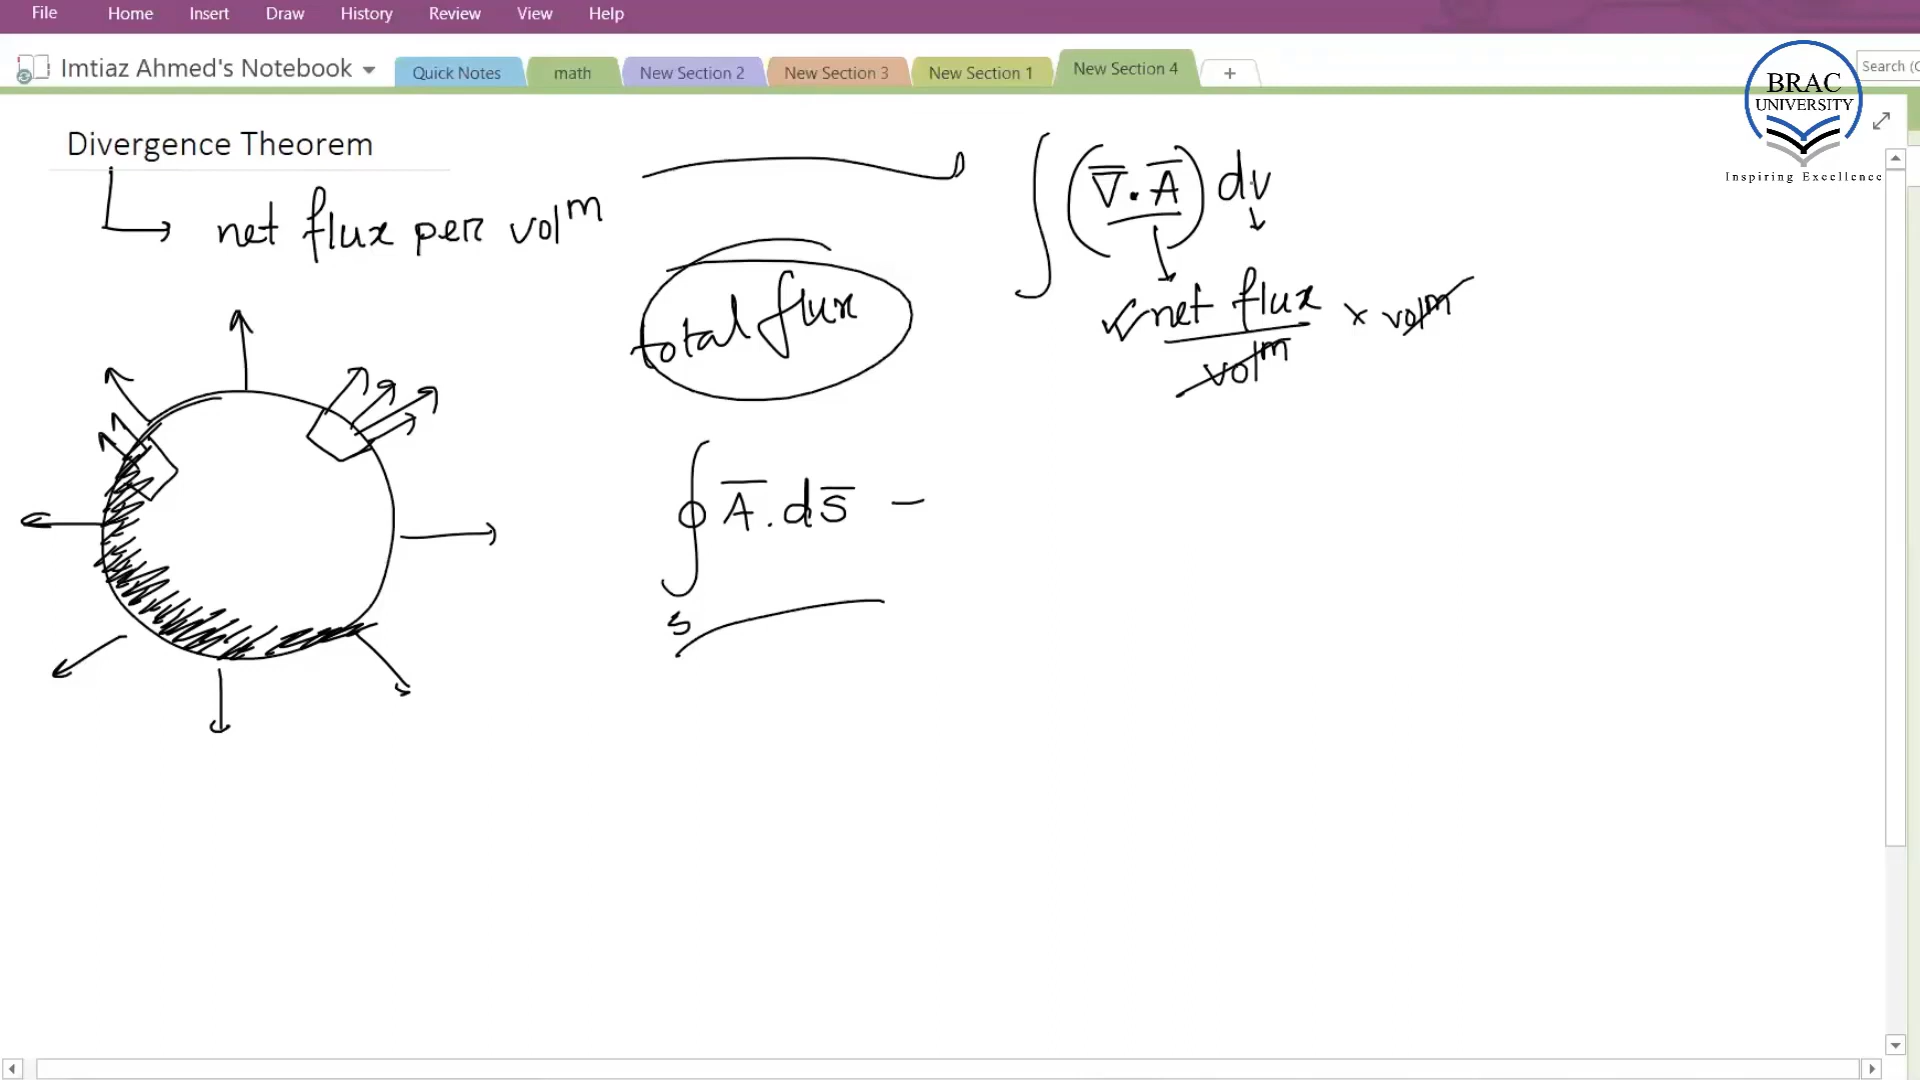 File Home Insert Draw History Review View Help
Imtiaz Ahmed's Notebook Quick Notes math New Section 2 New Section 3 New Section 1 New Section 4 + Search (C
BRAC
UNIVERSITY
Inspiring Excellence
Divergence Theorem
net flux per volᵐ
∫ (∇̅ · A̅) dv
net flux / volᵐ × volᵐ
total flux
∮ A̅ . dS̅ –
s